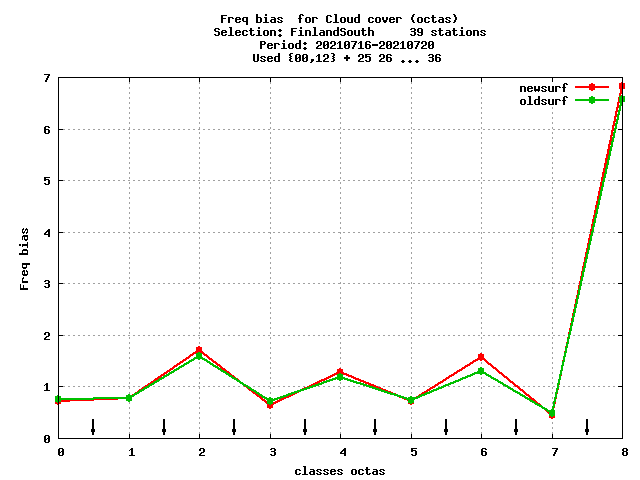 Freq bias  for Cloud cover (octas)
Selection: FinlandSouth     39 stations
Period: 20210716-20210720
Used {00,12} + 25 26 ... 36
newsurf
oldsurf
7
6
5
4
3
2
1
0
Freq bias
0 1 2 3 4 5 6 7 8
classes octas